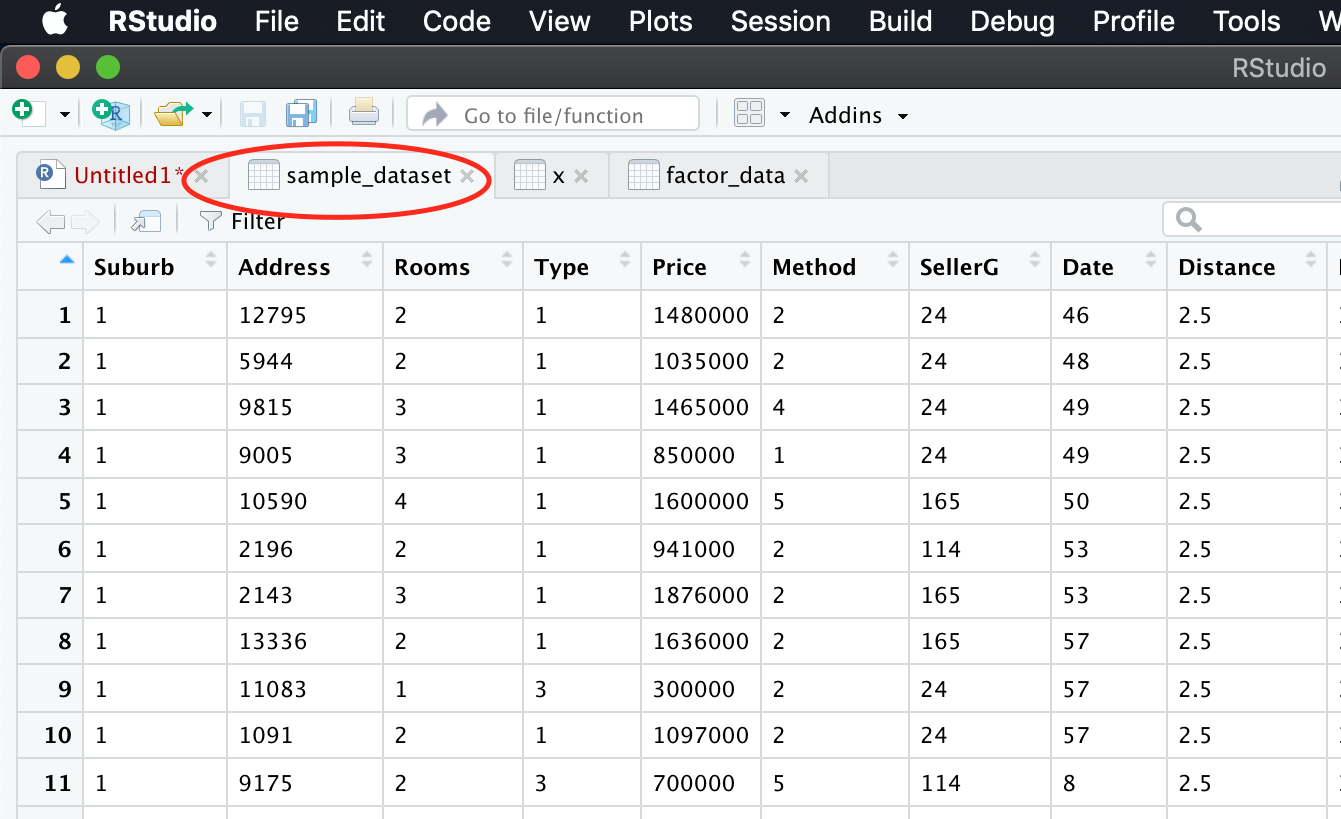 RStudio File Edit Code View Plots Session Build Debug Profile Tools
RStudio
Go to file/function Addins
Untitled1* sample_dataset x factor_data
Filter
Suburb Address Rooms Type Price Method SellerG Date Distance
1 1 12795 2 1 1480000 2 24 46 2.5
2 1 5944 2 1 1035000 2 24 48 2.5
3 1 9815 3 1 1465000 4 24 49 2.5
4 1 9005 3 1 850000 1 24 49 2.5
5 1 10590 4 1 1600000 5 165 50 2.5
6 1 2196 2 1 941000 2 114 53 2.5
7 1 2143 3 1 1876000 2 165 53 2.5
8 1 13336 2 1 1636000 2 165 57 2.5
9 1 11083 1 3 300000 2 24 57 2.5
10 1 1091 2 1 1097000 2 24 57 2.5
11 1 9175 2 3 700000 5 114 8 2.5